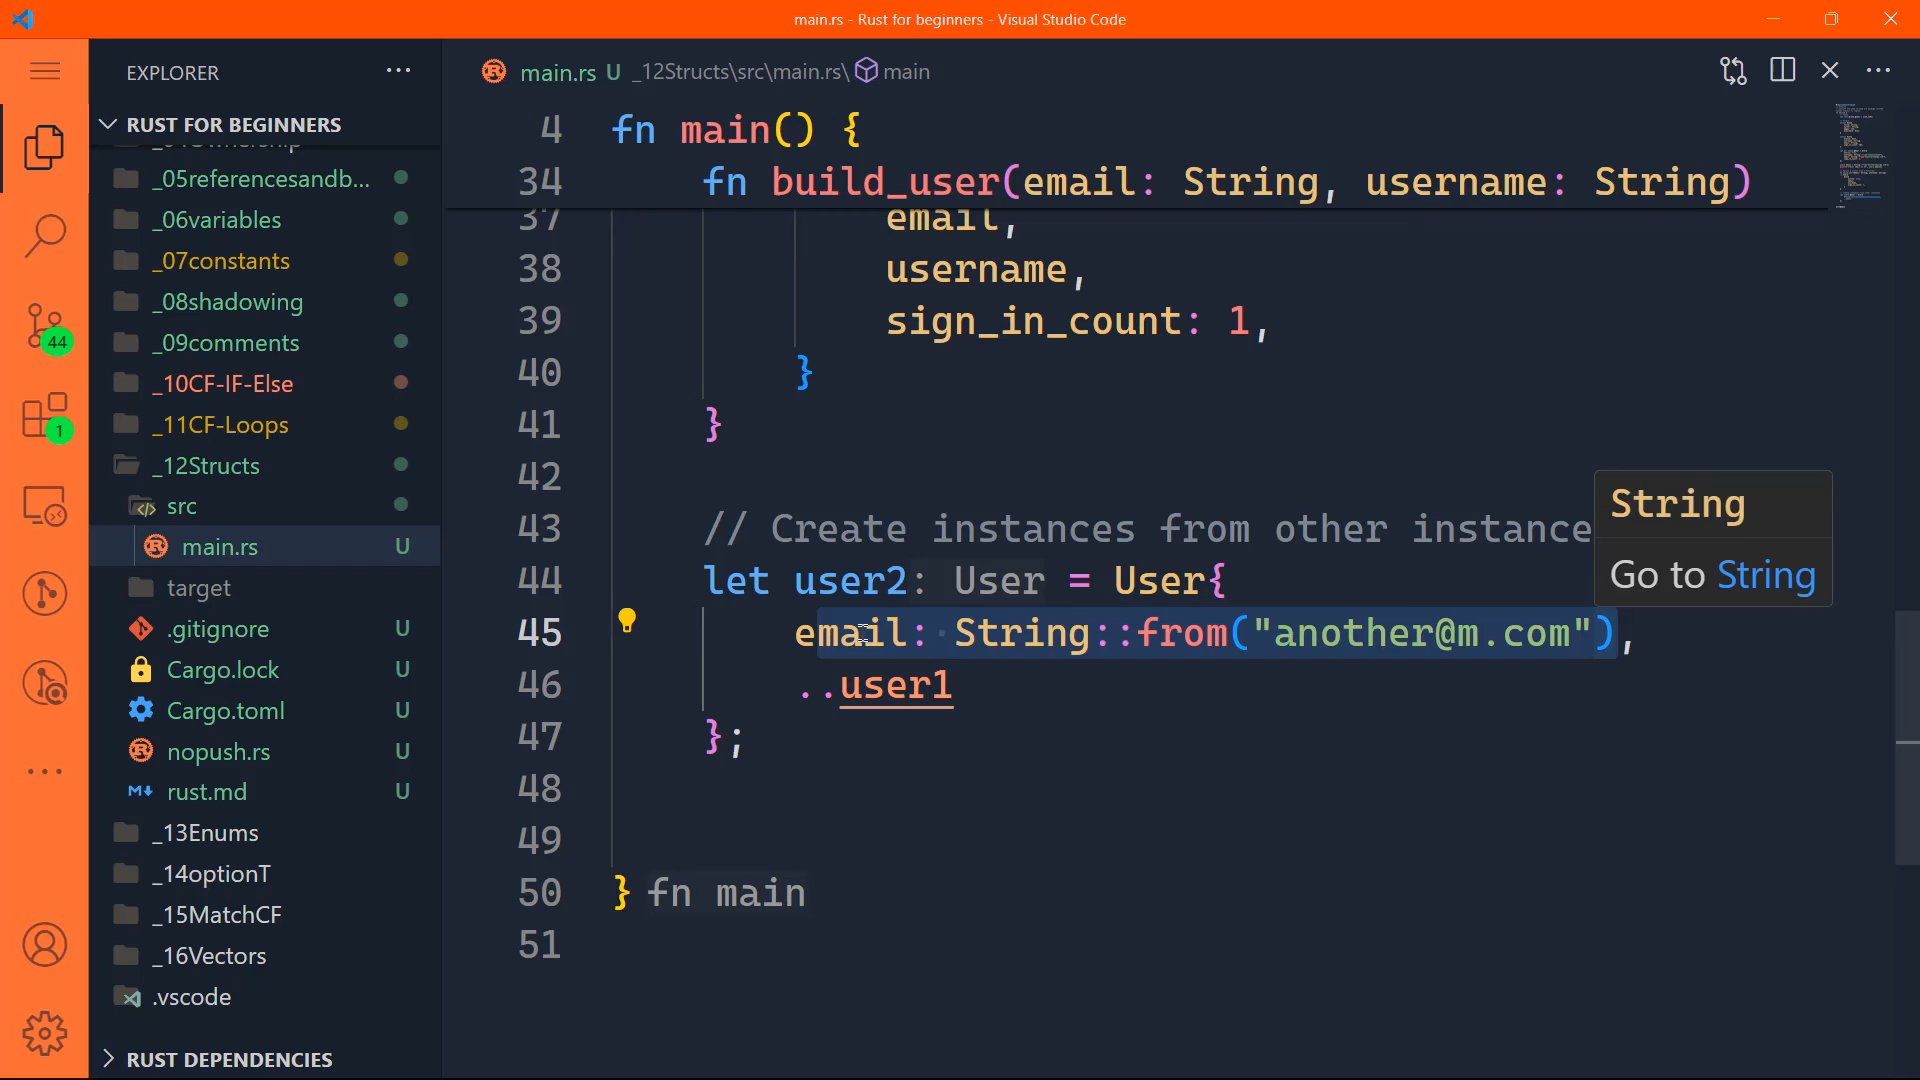 main.rs - Rust for beginners - Visual Studio Code
EXPLORER
RUST FOR BEGINNERS
_04Ownership
_05referencesandb...
_06variables
_07constants
_08shadowing
_09comments
_10CF-IF-Else
_11CF-Loops
_12Structs
src
main.rs U
target
.gitignore U
Cargo.lock U
Cargo.toml U
nopush.rs U
rust.md U
_13Enums
_14optionT
_15MatchCF
_16Vectors
.vscode
RUST DEPENDENCIES
44
1
main.rs U _12Structs\src\main.rs\ main
4 fn main() {
34 fn build_user(email: String, username: String)
37 email,
38 username,
39 sign_in_count: 1,
40 }
41 }
42
43 // Create instances from other instance
44 let user2: User = User{
45 email: String::from("another@m.com"),
46 ..user1
47 };
48
49
50 } fn main
51
String
Go to String